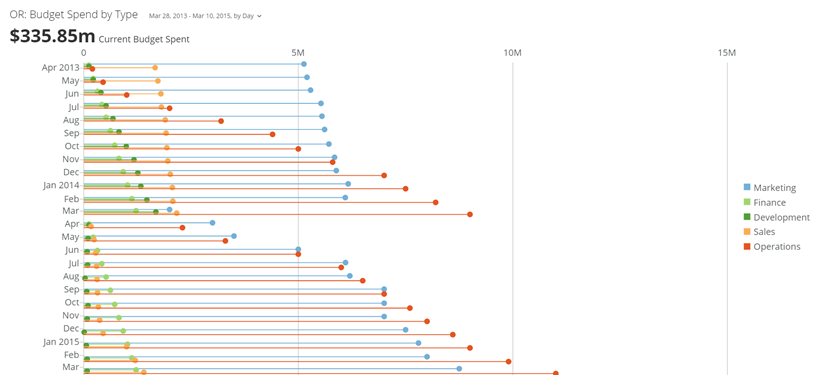 OR: Budget Spend by Type Mar 28, 2013 - Mar 10, 2015, by Day
$335.85m Current Budget Spent
0 5M 10M 15M
Apr 2013
May
Jun
Jul
Aug
Sep
Oct
Nov
Dec
Jan 2014
Feb
Mar
Apr
May
Jun
Jul
Aug
Sep
Oct
Nov
Dec
Jan 2015
Feb
Mar
Marketing
Finance
Development
Sales
Operations